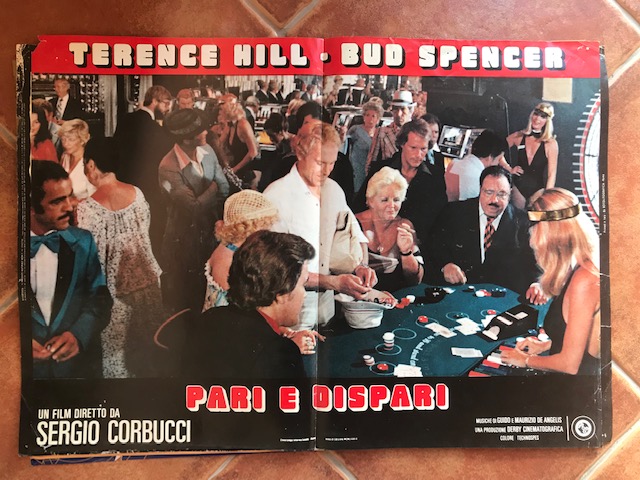 TERENCE HILL - BUD SPENCER
PARI E DISPARI
UN FILM DIRETTO DA
SERGIO CORBUCCI
MUSICHE DI GUIDO E MAURIZIO DE ANGELIS
UNA PRODUZIONE DERBY CINEMATOGRAFICA
COLORE TECHNOSPES